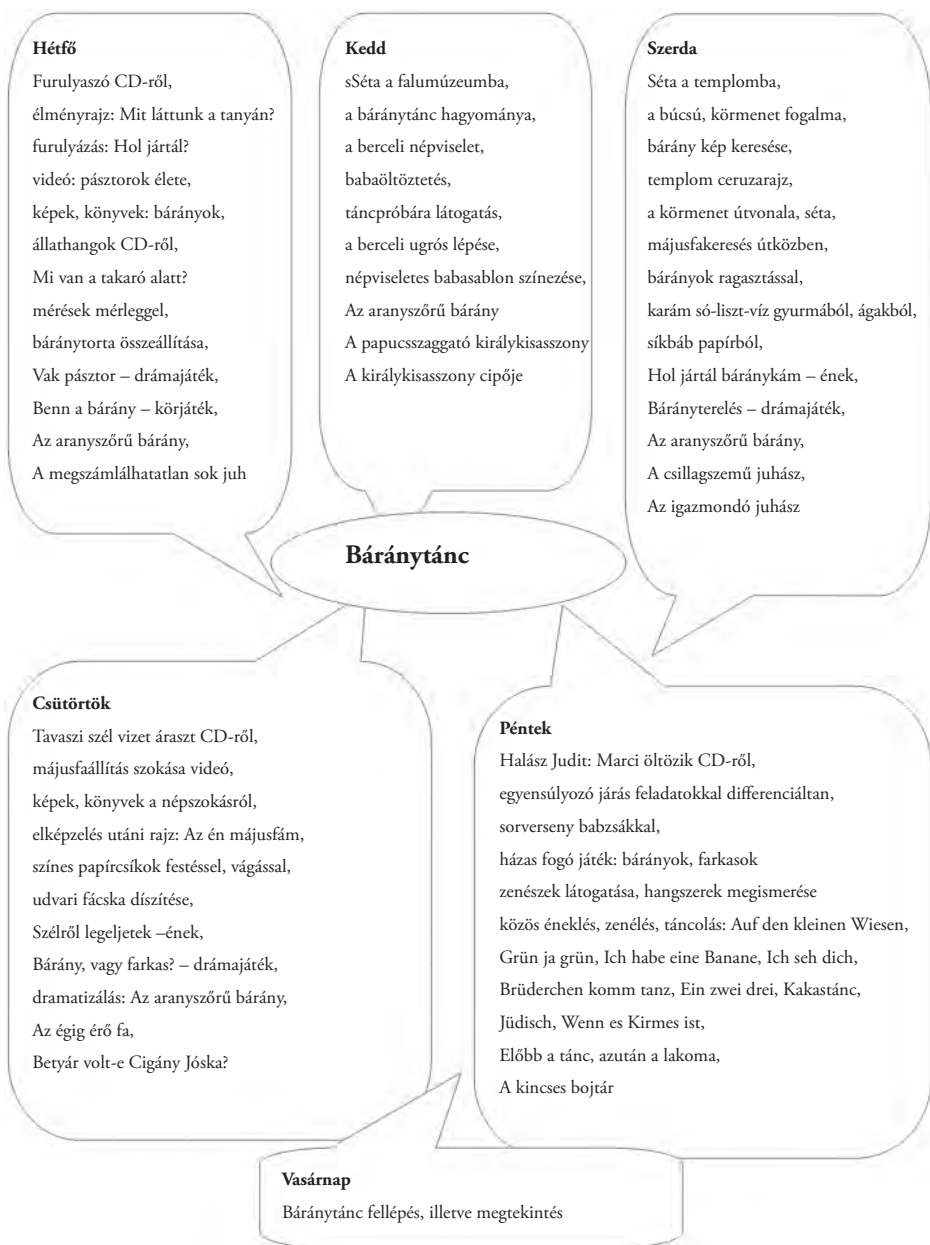 Hétfő
Furulyaszó CD-ről,
élményrajz: Mit láttunk a tanyán?
furulyázás: Hol jártál?
videó: pásztorok élete,
képek, könyvek: bárányok,
állathangok CD-ről,
Mi van a takaró alatt?
mérések mérleggel,
báránytorta összeállítása,
Vak pásztor – drámajáték,
Benn a bárány – körjáték,
Az aranyszőrű bárány,
A megszámlálhatatlan sok juh
Kedd
sSéta a falumúzeumba,
a báránytánc hagyománya,
a berceli népviselet,
babaöltöztetés,
táncpróbára látogatás,
a berceli ugrós lépése,
népviseletes babasablon színezése,
Az aranyszőrű bárány
A papucsszaggató királykisasszony
A királykisasszony cipője
Szerda
Séta a templomba,
a búcsú, körmenet fogalma,
bárány kép keresése,
templom ceruzarajz,
a körmenet útvonala, séta,
májusfakeresés útközben,
bárányok ragasztással,
karám só-liszt-víz gyurmából, ágakból,
síkbáb papírból,
Hol jártál báránykám – ének,
Bárányterelés – drámajáték,
Az aranyszőrű bárány,
A csillagszemű juhász,
Az igazmondó juhász
Báránytánc
Csütörtök
Tavaszi szél vizet áraszt CD-ről,
májusfaállítás szokása videó,
képek, könyvek a népszokásról,
elképzelés utáni rajz: Az én májusfám,
színes papírcsíkok festéssel, vágással,
udvari fácska díszítése,
Szélről legeljetek –ének,
Bárány, vagy farkas? – drámajáték,
dramatizálás: Az aranyszőrű bárány,
Az égig érő fa,
Betyár volt-e Cigány Jóska?
Péntek
Halász Judit: Marci öltözik CD-ről,
egyensúlyozó járás feladatokkal differenciáltan,
sorverseny babzsákkal,
házas fogó játék: bárányok, farkasok
zenészek látogatása, hangszerek megismerése
közös éneklés, zenélés, táncolás: Auf den kleinen Wiesen,
Grün ja grün, Ich habe eine Banane, Ich seh dich,
Brüderchen komm tanz, Ein zwei drei, Kakastánc,
Jüdisch, Wenn es Kirmes ist,
Előbb a tánc, azután a lakoma,
A kincses bojtár
Vasárnap
Báránytánc fellépés, illetve megtekintés